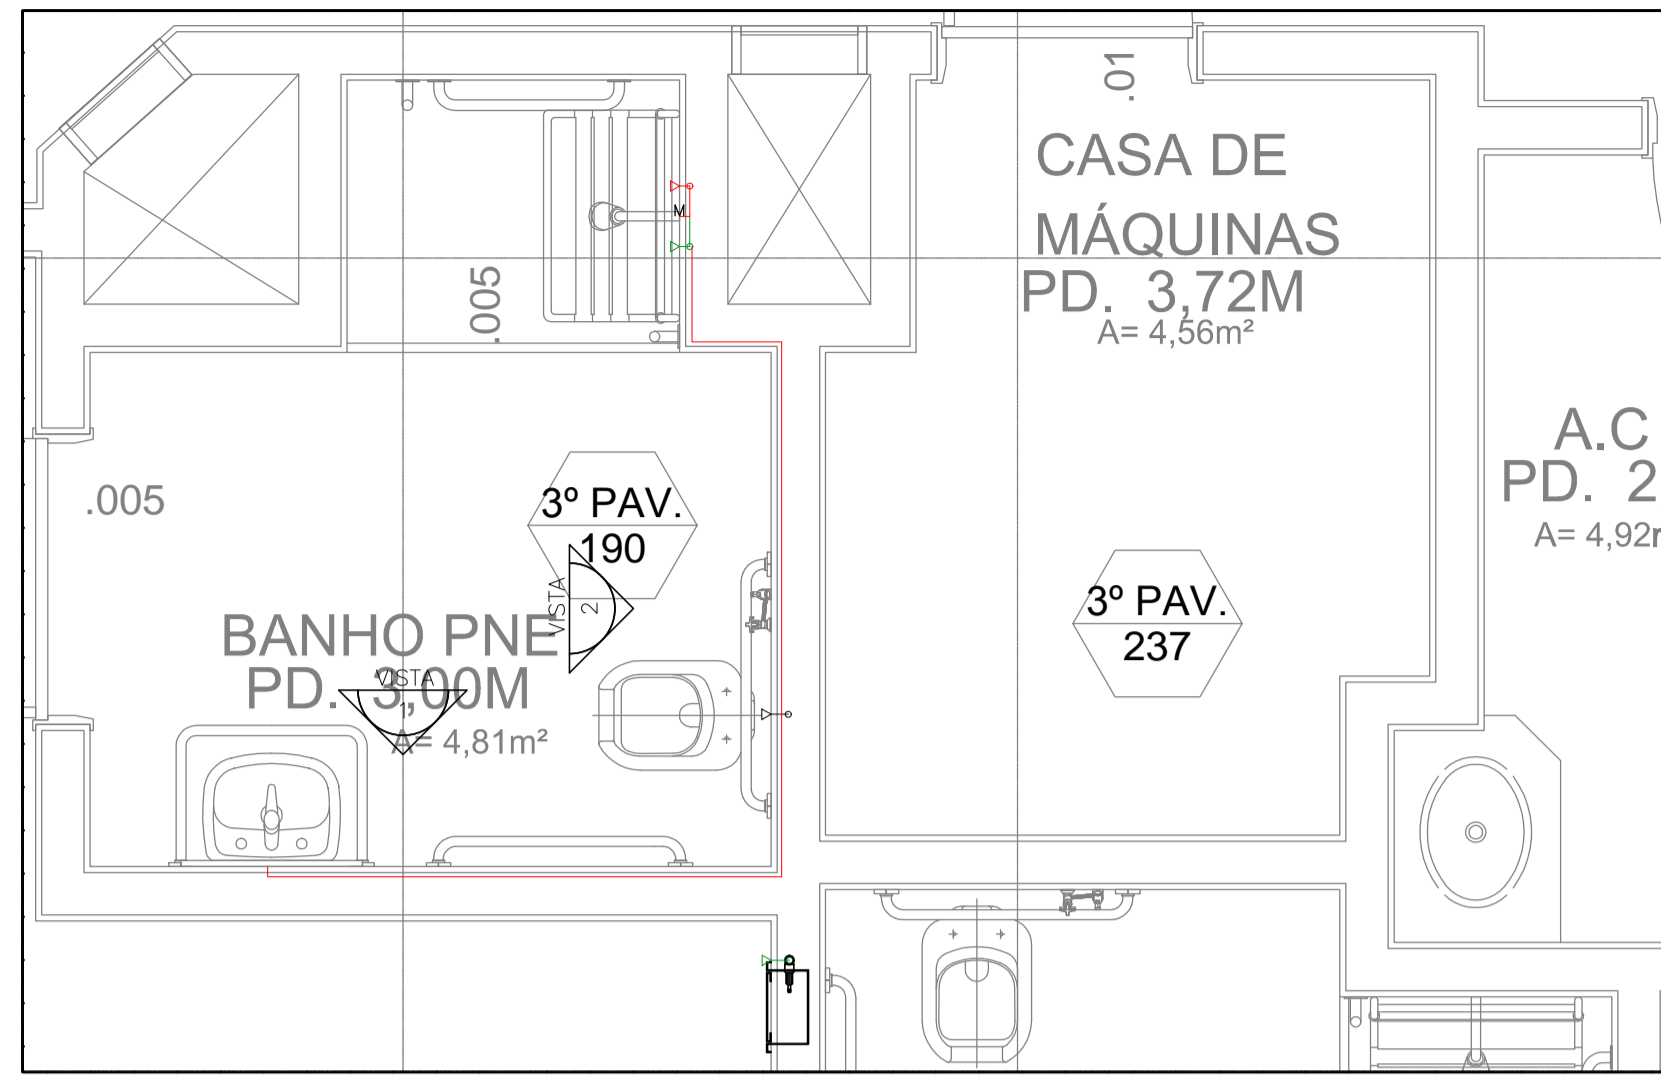 .01
CASA DE
MÁQUINAS
PD. 3,72M
A= 4,56m²
M
.005
A.C
PD. 2
A= 4,92
.005
3º PAV.
190
VISTA
2
3º PAV.
237
BANHO PNE
PD. 3,00M
A= 4,81m²
VISTA
1